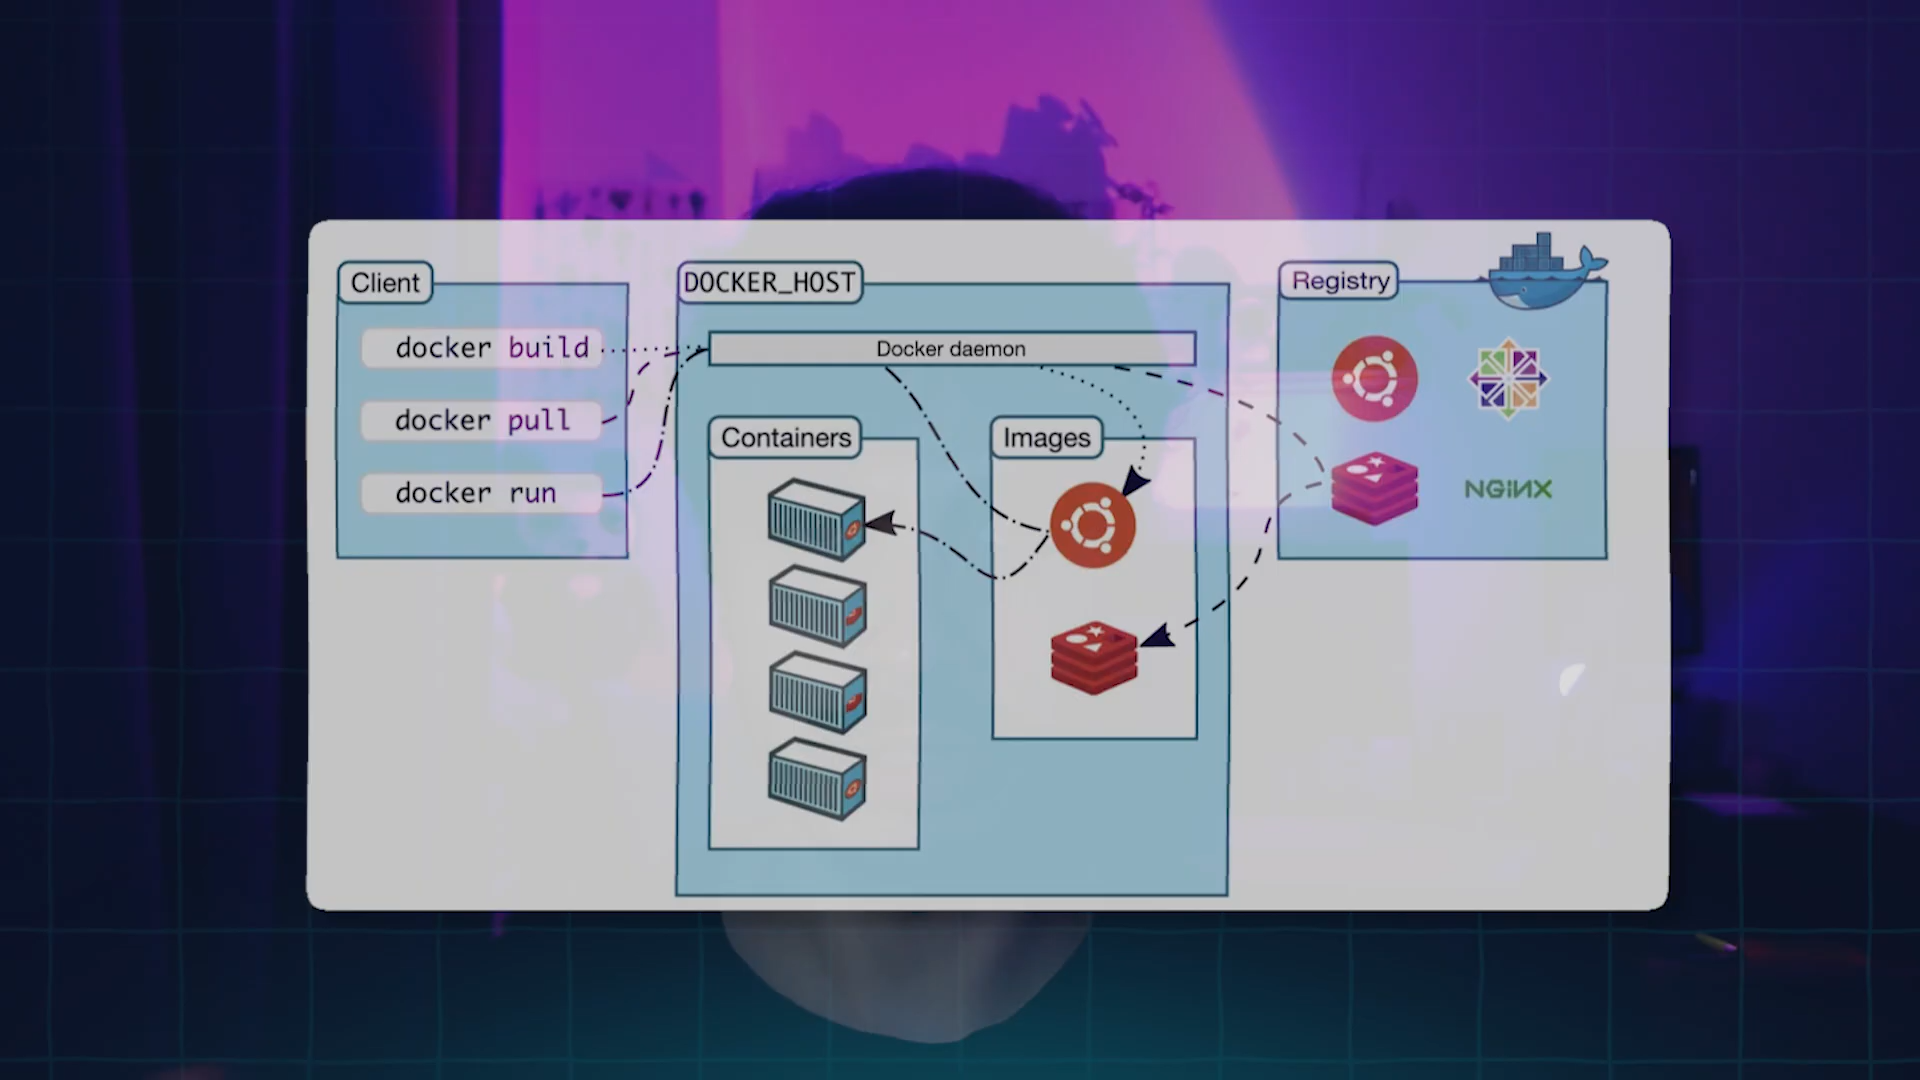 Client
docker build
docker pull
docker run
DOCKER_HOST
Docker daemon
Containers
Images
Registry
NGINX